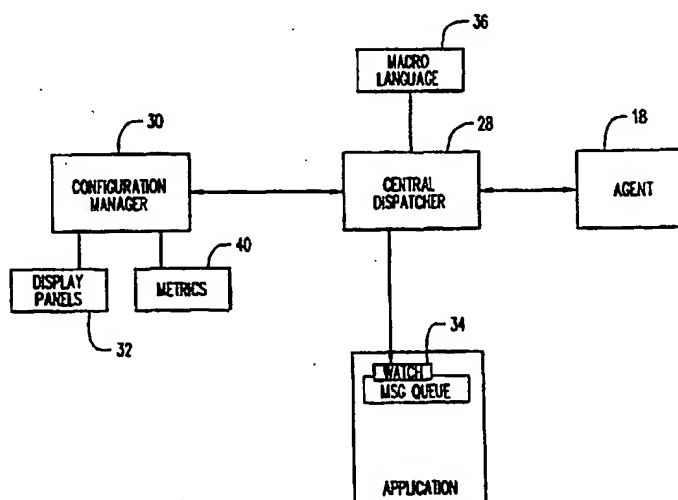 36
MACRO
LANGUAGE
30
28
18
CONFIGURATION
MANAGER
CENTRAL
DISPATCHER
AGENT
40
DISPLAY
PANELS
METRICS
32
34
WATCH
MSG QUEUE
APPLICATION